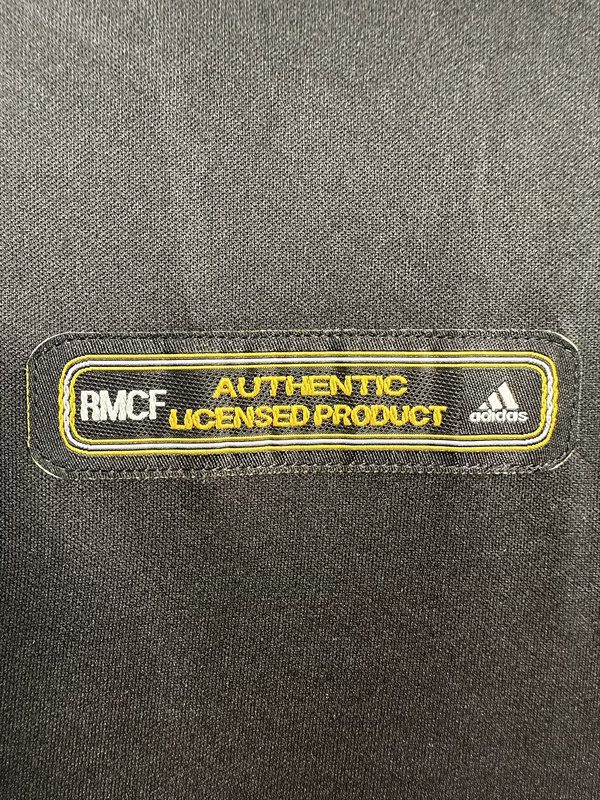 RMCF
AUTHENTIC
LICENSED PRODUCT
adidas